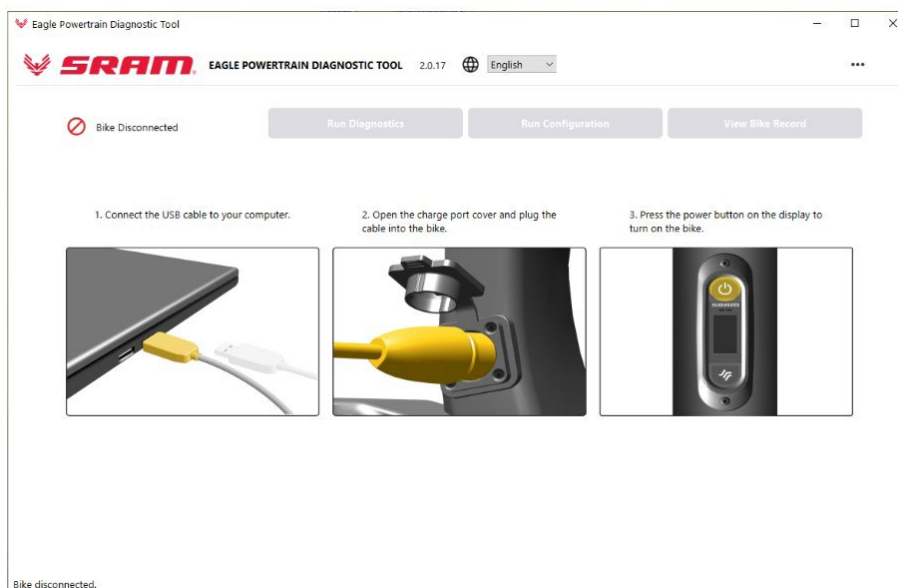 Eagle Powertrain Diagnostic Tool
SRAM. EAGLE POWERTRAIN DIAGNOSTIC TOOL 2.0.17 English
Bike Disconnected
Run Diagnostics
Run Configuration
View Bike Record
1. Connect the USB cable to your computer.
2. Open the charge port cover and plug the
cable into the bike.
3. Press the power button on the display to
turn on the bike.
SRAM
Bike disconnected.